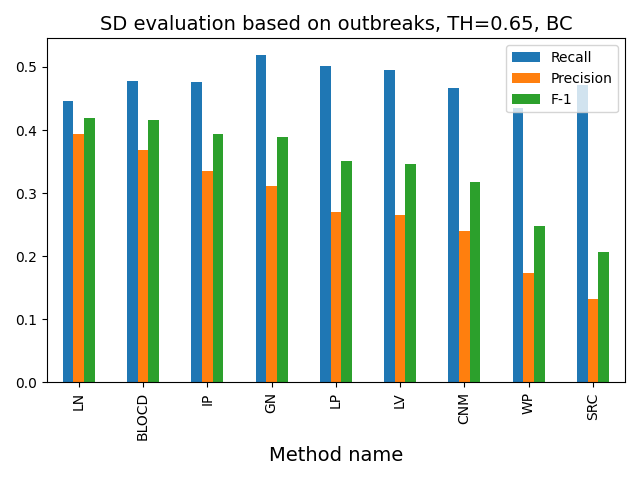 SD evaluation based on outbreaks, TH=0.65, BC
Recall
Precision
F-1
0.5
0.4
0.3
0.2
0.1
0.0
LN
BLOCD
IP
GN
LP
LV
CNM
WP
SRC
Method name